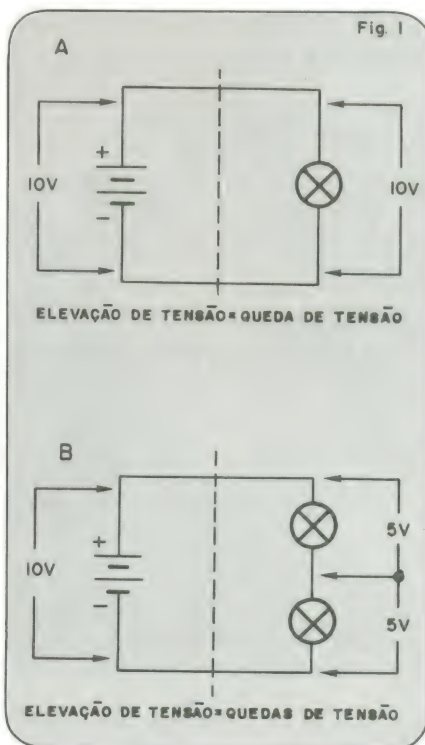 Fig. 1
A
+
10V
-
10V
ELEVAÇÃO DE TENSÃO = QUEDA DE TENSÃO
B
+
10V
-
5V
5V
ELEVAÇÃO DE TENSÃO = QUEDAS DE TENSÃO